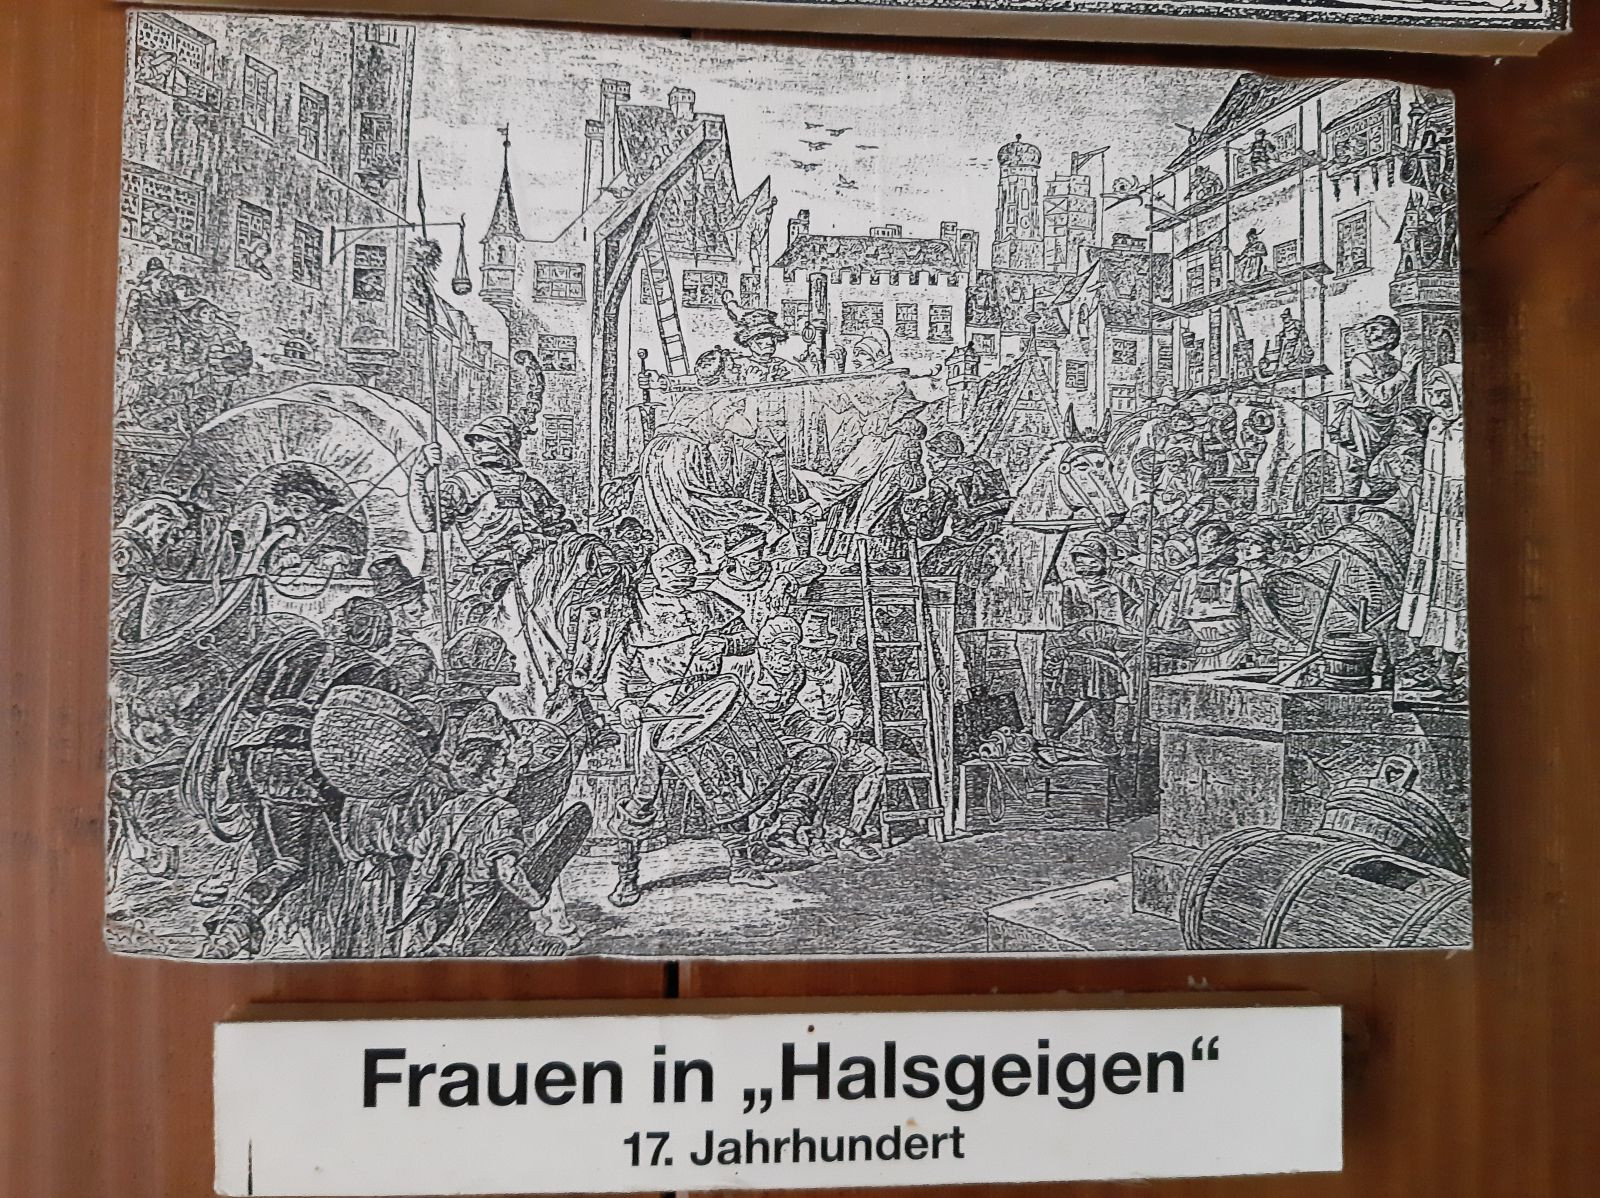 Frauen in „Halsgeigen“
17. Jahrhundert